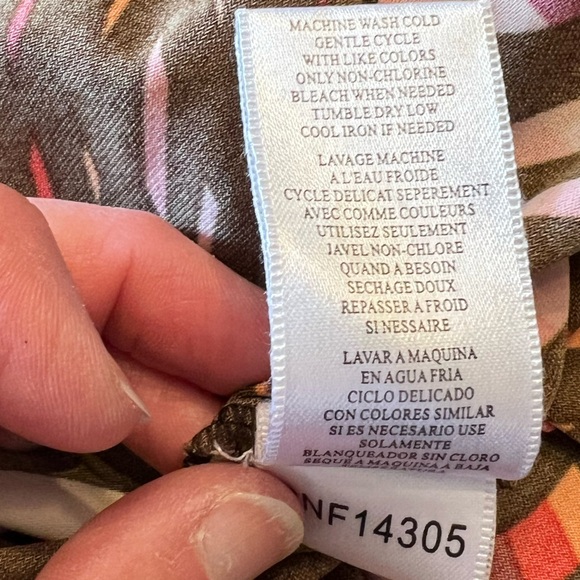 MACHINE WASH COLD
GENTLE CYCLE
WITH LIKE COLORS
ONLY NON-CHLORINE
BLEACH WHEN NEEDED
TUMBLE DRY LOW
COOL IRON IF NEEDED
LAVAGE MACHINE
A L'EAU FROIDE
CYCLE DELICAT SEPEREMENT
AVEC COMME COULEURS
UTILISEZ SEULEMENT
JAVEL NON-CHLORE
QUAND A BESOIN
SECHAGE DOUX
REPASSER A FROID
SI NESSAIRE
LAVAR A MAQUINA
EN AGUA FRIA
CICLO DELICADO
CON COLORES SIMILAR
SI ES NECESARIO USE
SOLAMENTE
BLANQUEADOR SIN CLORO
SEQUE A MAQUINA A BAJA
NF14305